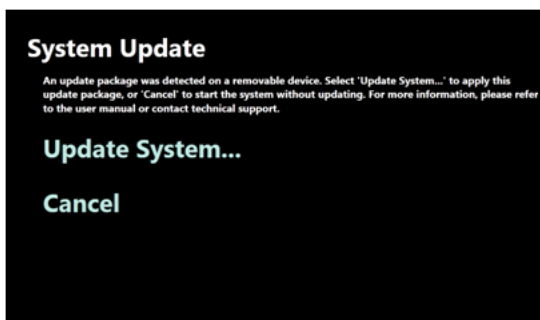 System Update
An update package was detected on a removable device. Select 'Update System...' to apply this
update package, or 'Cancel' to start the system without updating. For more information, please refer
to the user manual or contact technical support.
Update System...
Cancel